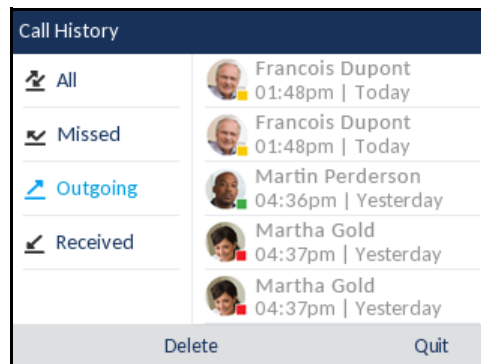 Call History
All
Missed
Outgoing
Received
Francois Dupont
01:48pm | Today
Francois Dupont
01:48pm | Today
Martin Perderson
04:36pm | Yesterday
Martha Gold
04:37pm | Yesterday
Martha Gold
04:37pm | Yesterday
Delete
Quit